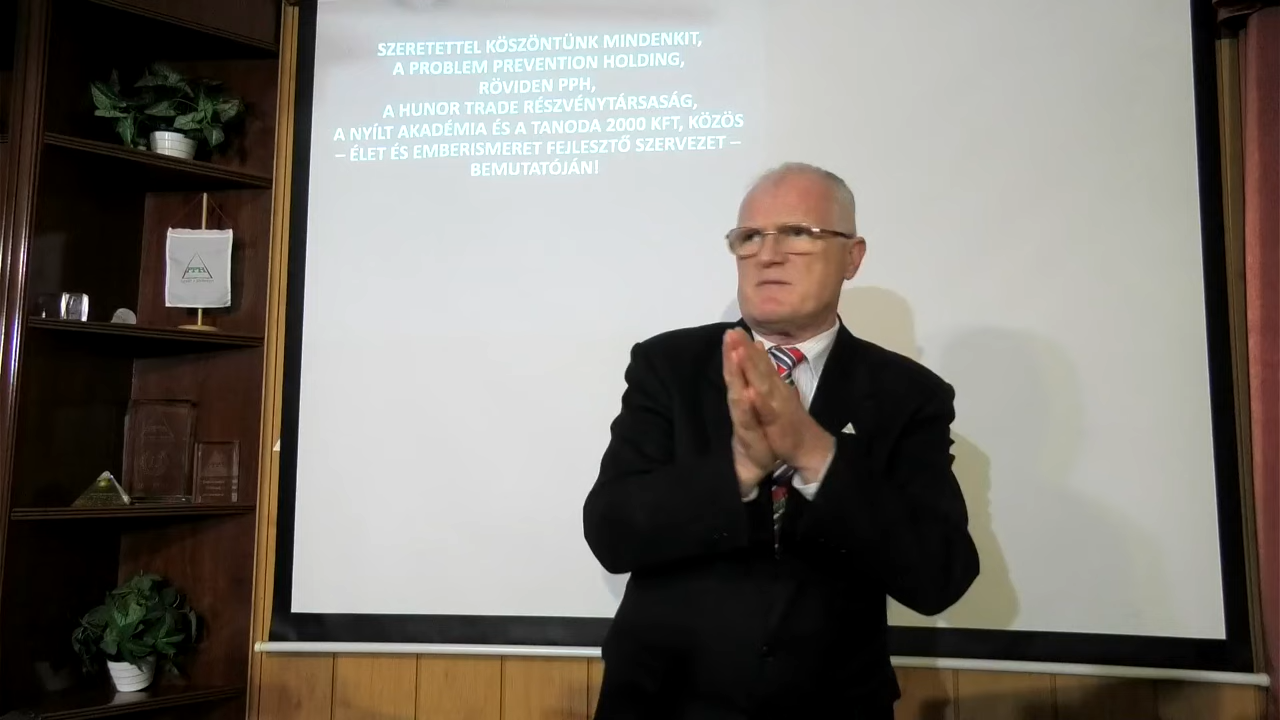 SZERETETTEL KÖSZÖNTÜNK MINDENKIT,
A PROBLEM PREVENTION HOLDING,
RÖVIDEN PPH,
A HUNOR TRADE RÉSZVÉNYTÁRSASÁG,
A NYÍLT AKADÉMIA ÉS A TANODA 2000 KFT, KÖZÖS
– ÉLET ÉS EMBERISMERET FEJLESZTŐ SZERVEZET –
BEMUTATÓJÁN!
PPH